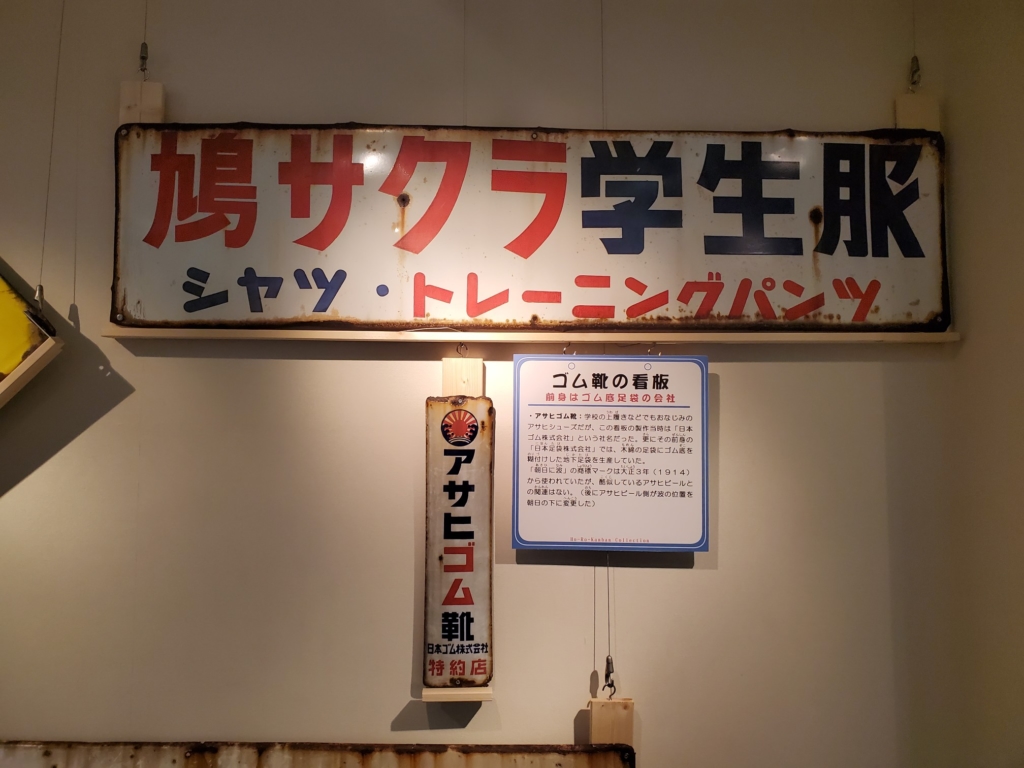 鳩サクラ学生服
シャツ・トレーニングパンツ
アサヒゴム靴
日本ゴム株式会社
特約店
ゴム靴の看板
前身はゴム底足袋の会社
・アサヒゴム靴:学校の上履きなどでもおなじみの
アサヒシューズだが、この看板の製作当時は「日本
ゴム株式会社」という社名だった。更にその前身の
「日本足袋株式会社」では、木綿の足袋にゴム底を
糊付けした地下足袋を生産していた。
「朝日に波」の商標マークは大正3年(1914)
から使われていたが、酷似しているアサヒビールと
の関連はない。(後にアサヒビール側が波の位置を
朝日の下に変更した)